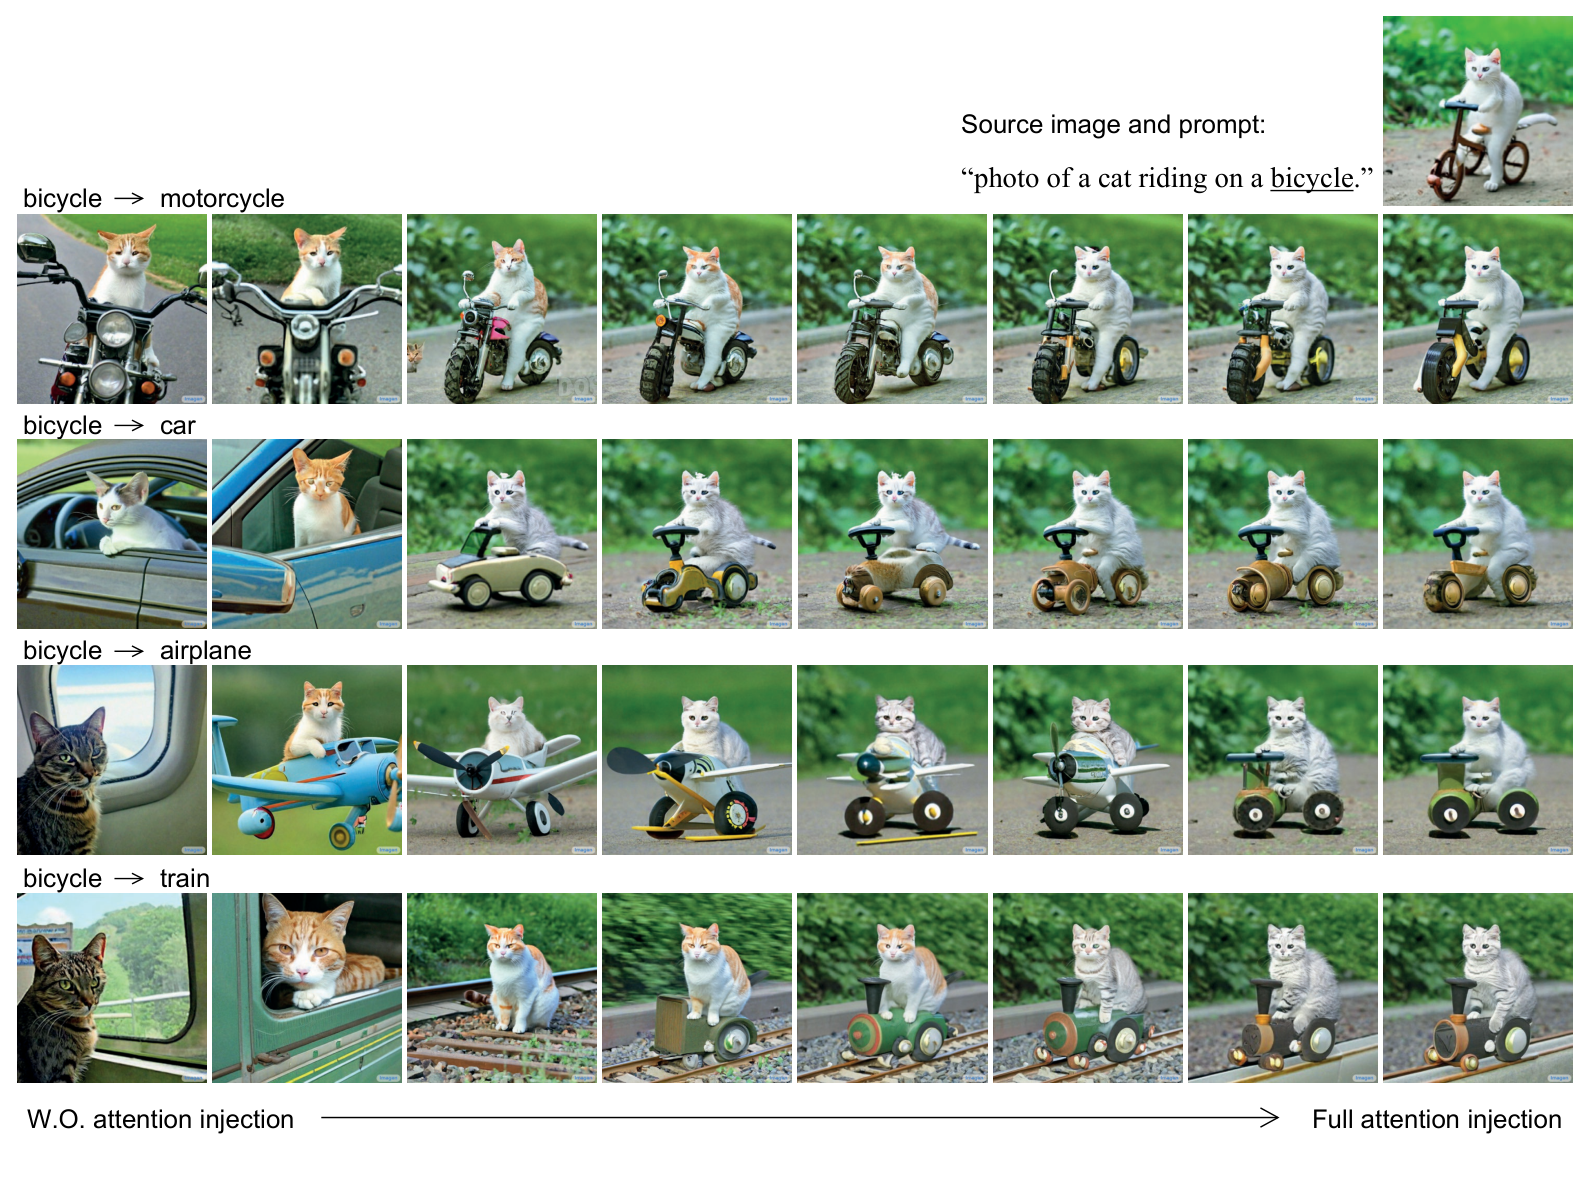 Source image and prompt:
“photo of a cat riding on a bicycle.”
bicycle → motorcycle
bicycle → car
bicycle → airplane
bicycle → train
W.O. attention injection
Full attention injection